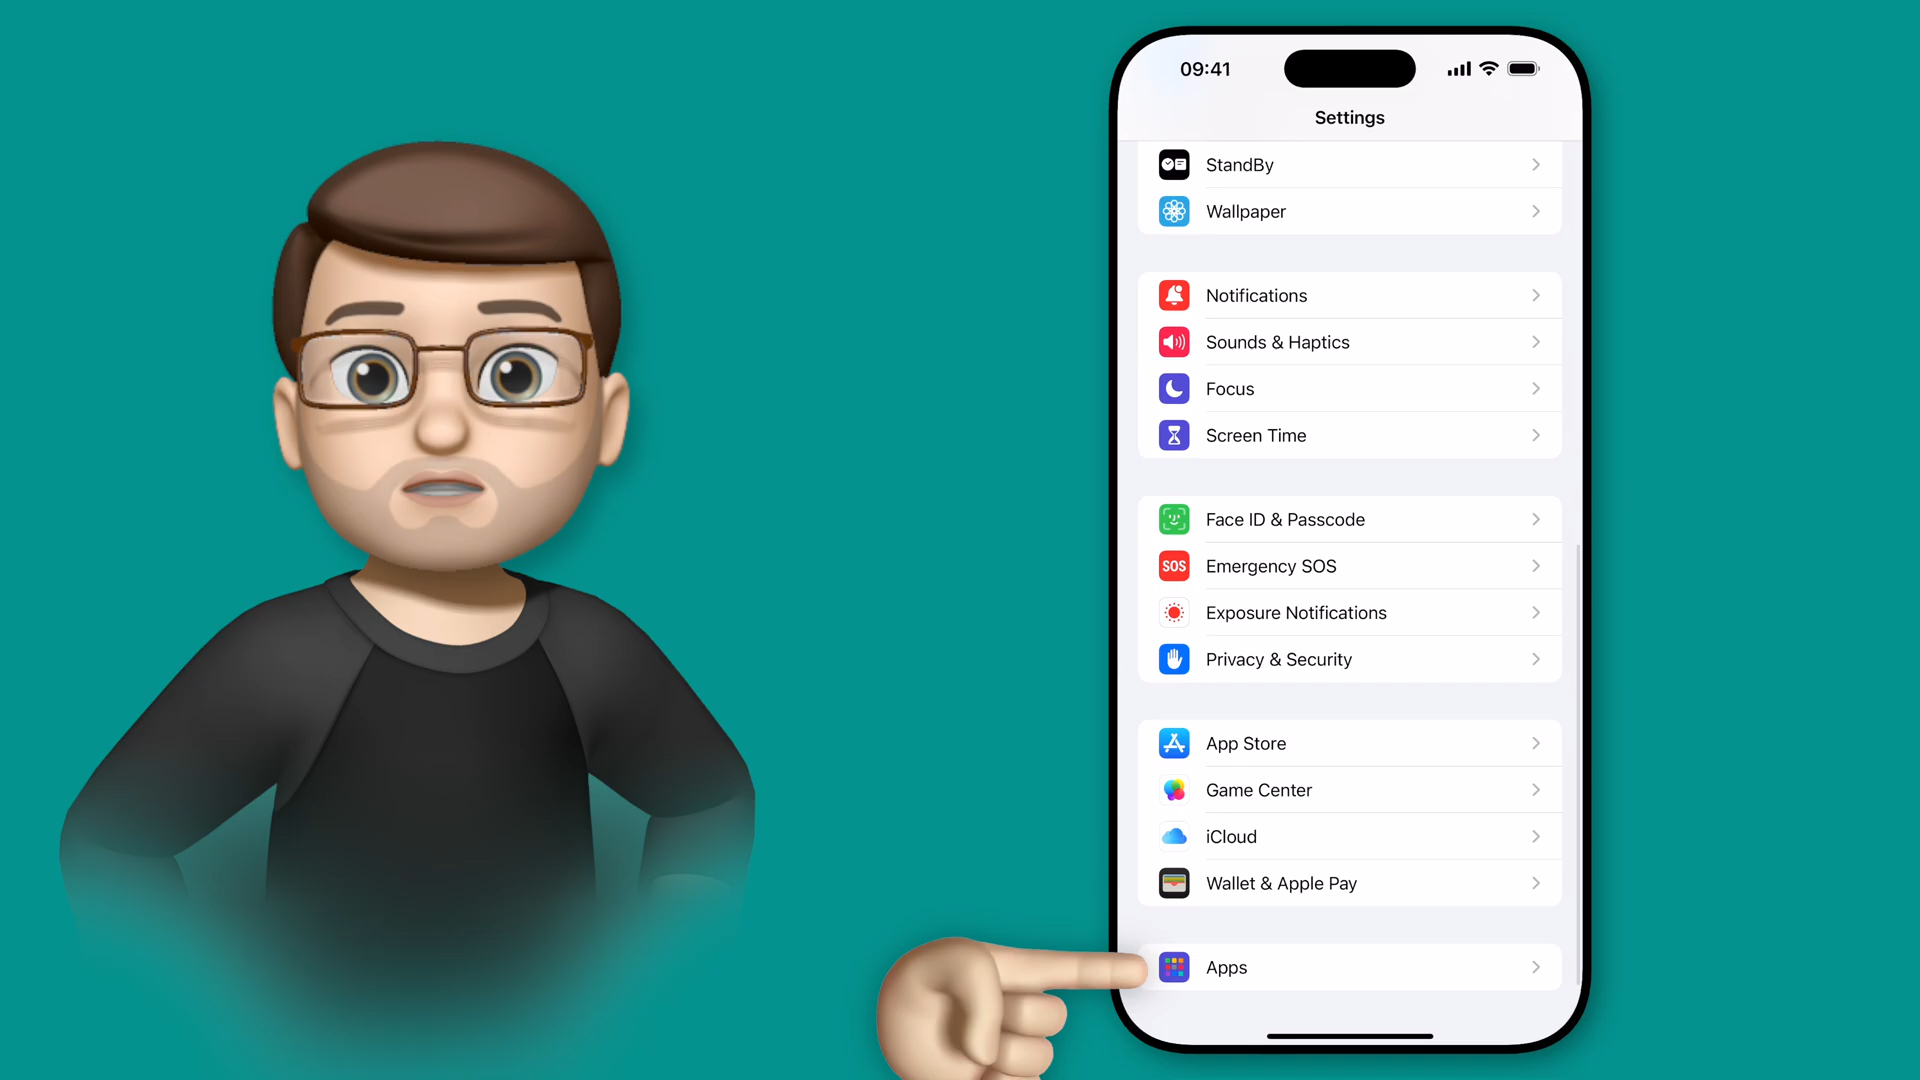 09:41
Settings
StandBy
Wallpaper
Notifications
Sounds & Haptics
Focus
Screen Time
Face ID & Passcode
SOS
Emergency SOS
Exposure Notifications
Privacy & Security
App Store
Game Center
iCloud
Wallet & Apple Pay
Apps